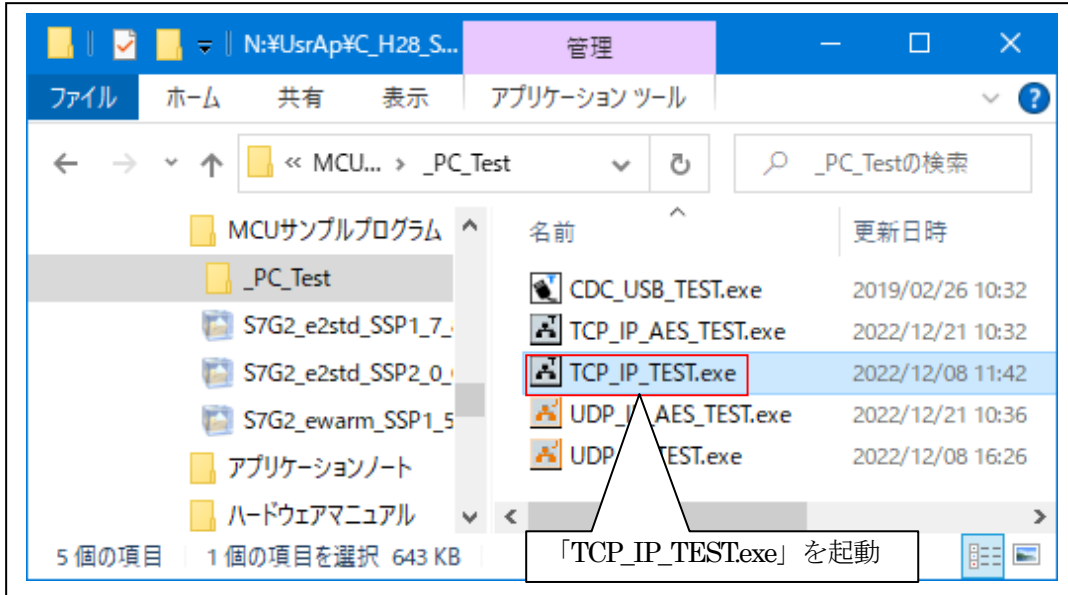 N:¥UsrAp¥C_H28_S...
管理
ファイル ホーム 共有 表示 アプリケーション ツール
« MCU... › _PC_Test
_PC_Testの検索
MCUサンプルプログラム
_PC_Test
S7G2_e2std_SSP1_7_
S7G2_e2std_SSP2_0_
S7G2_ewarm_SSP1_5
アプリケーションノート
ハードウェアマニュアル
名前 更新日時
CDC_USB_TEST.exe 2019/02/26 10:32
TCP_IP_AES_TEST.exe 2022/12/21 10:32
TCP_IP_TEST.exe 2022/12/08 11:42
UDP_I AES_TEST.exe 2022/12/21 10:36
UDP TEST.exe 2022/12/08 16:26
「TCP_IP_TEST.exe」を起動
5 個の項目 1 個の項目を選択 643 KB